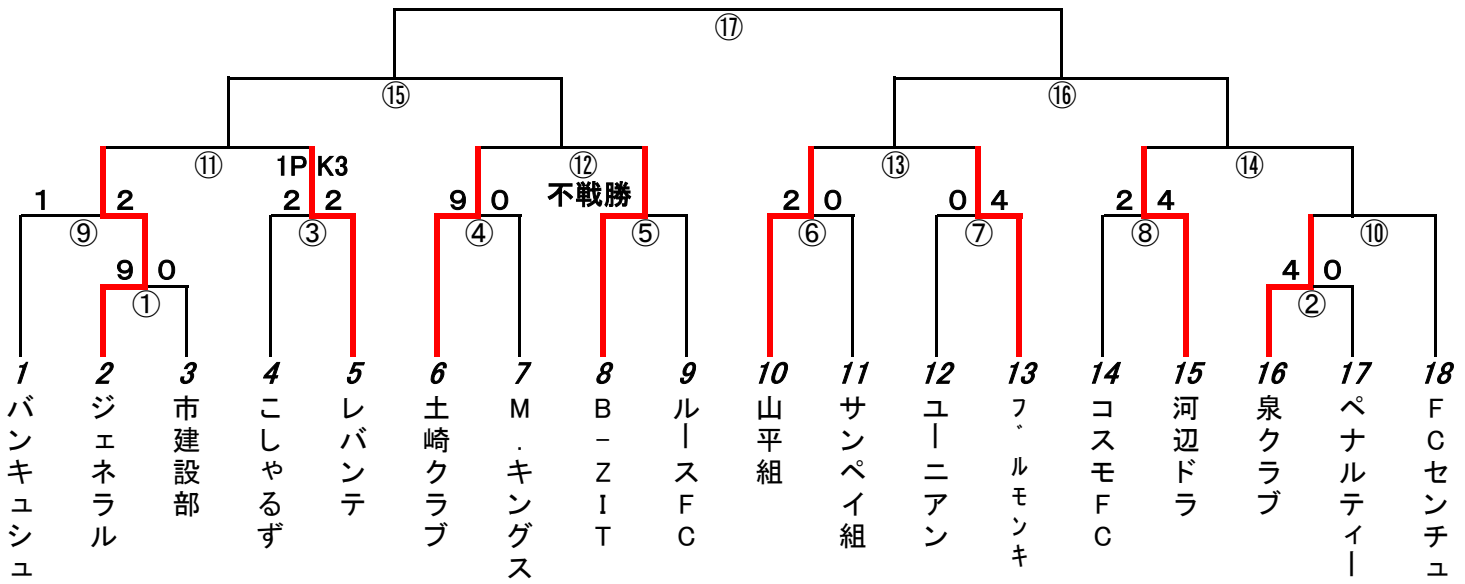 ⑰
⑮ ⑯
⑪ 1PK3 ⑫ ⑬ ⑭
不戦勝
1 2 2 2 9 0 2 0 0 4 2 4
⑨ ③ ④ ⑤ ⑥ ⑦ ⑧ ⑩
9 0 4 0
① ②
1 2 3 4 5 6 7 8 9 10 11 12 13 14 15 16 17 18
バンキュシュ
ジェネラル
市建設部
こしゃるず
レバンテ
土崎クラブ
M.キングス
B-ZIT
ルースFC
山平組
サンペイ組
ユーニアン
ブルモンキ
コスモFC
河辺ドラ
泉クラブ
ペナルティー
FCセンチュ